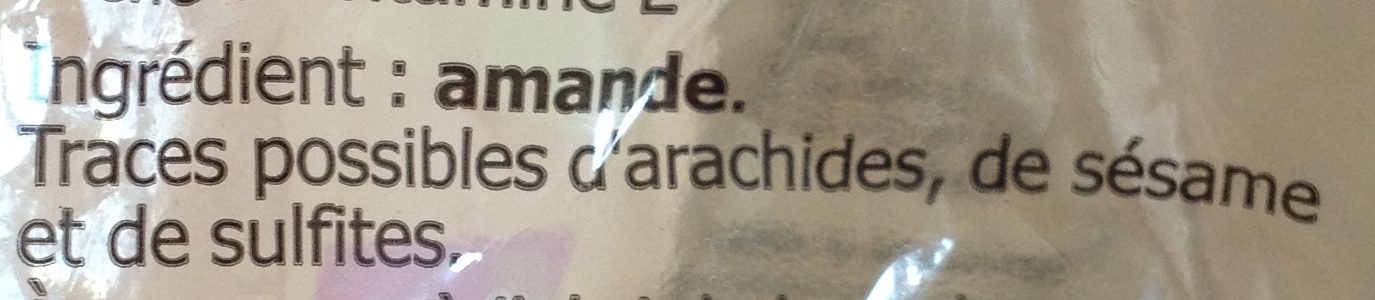 Ingrédient : amande.
Traces possibles d'arachides, de sésame
et de sulfites.